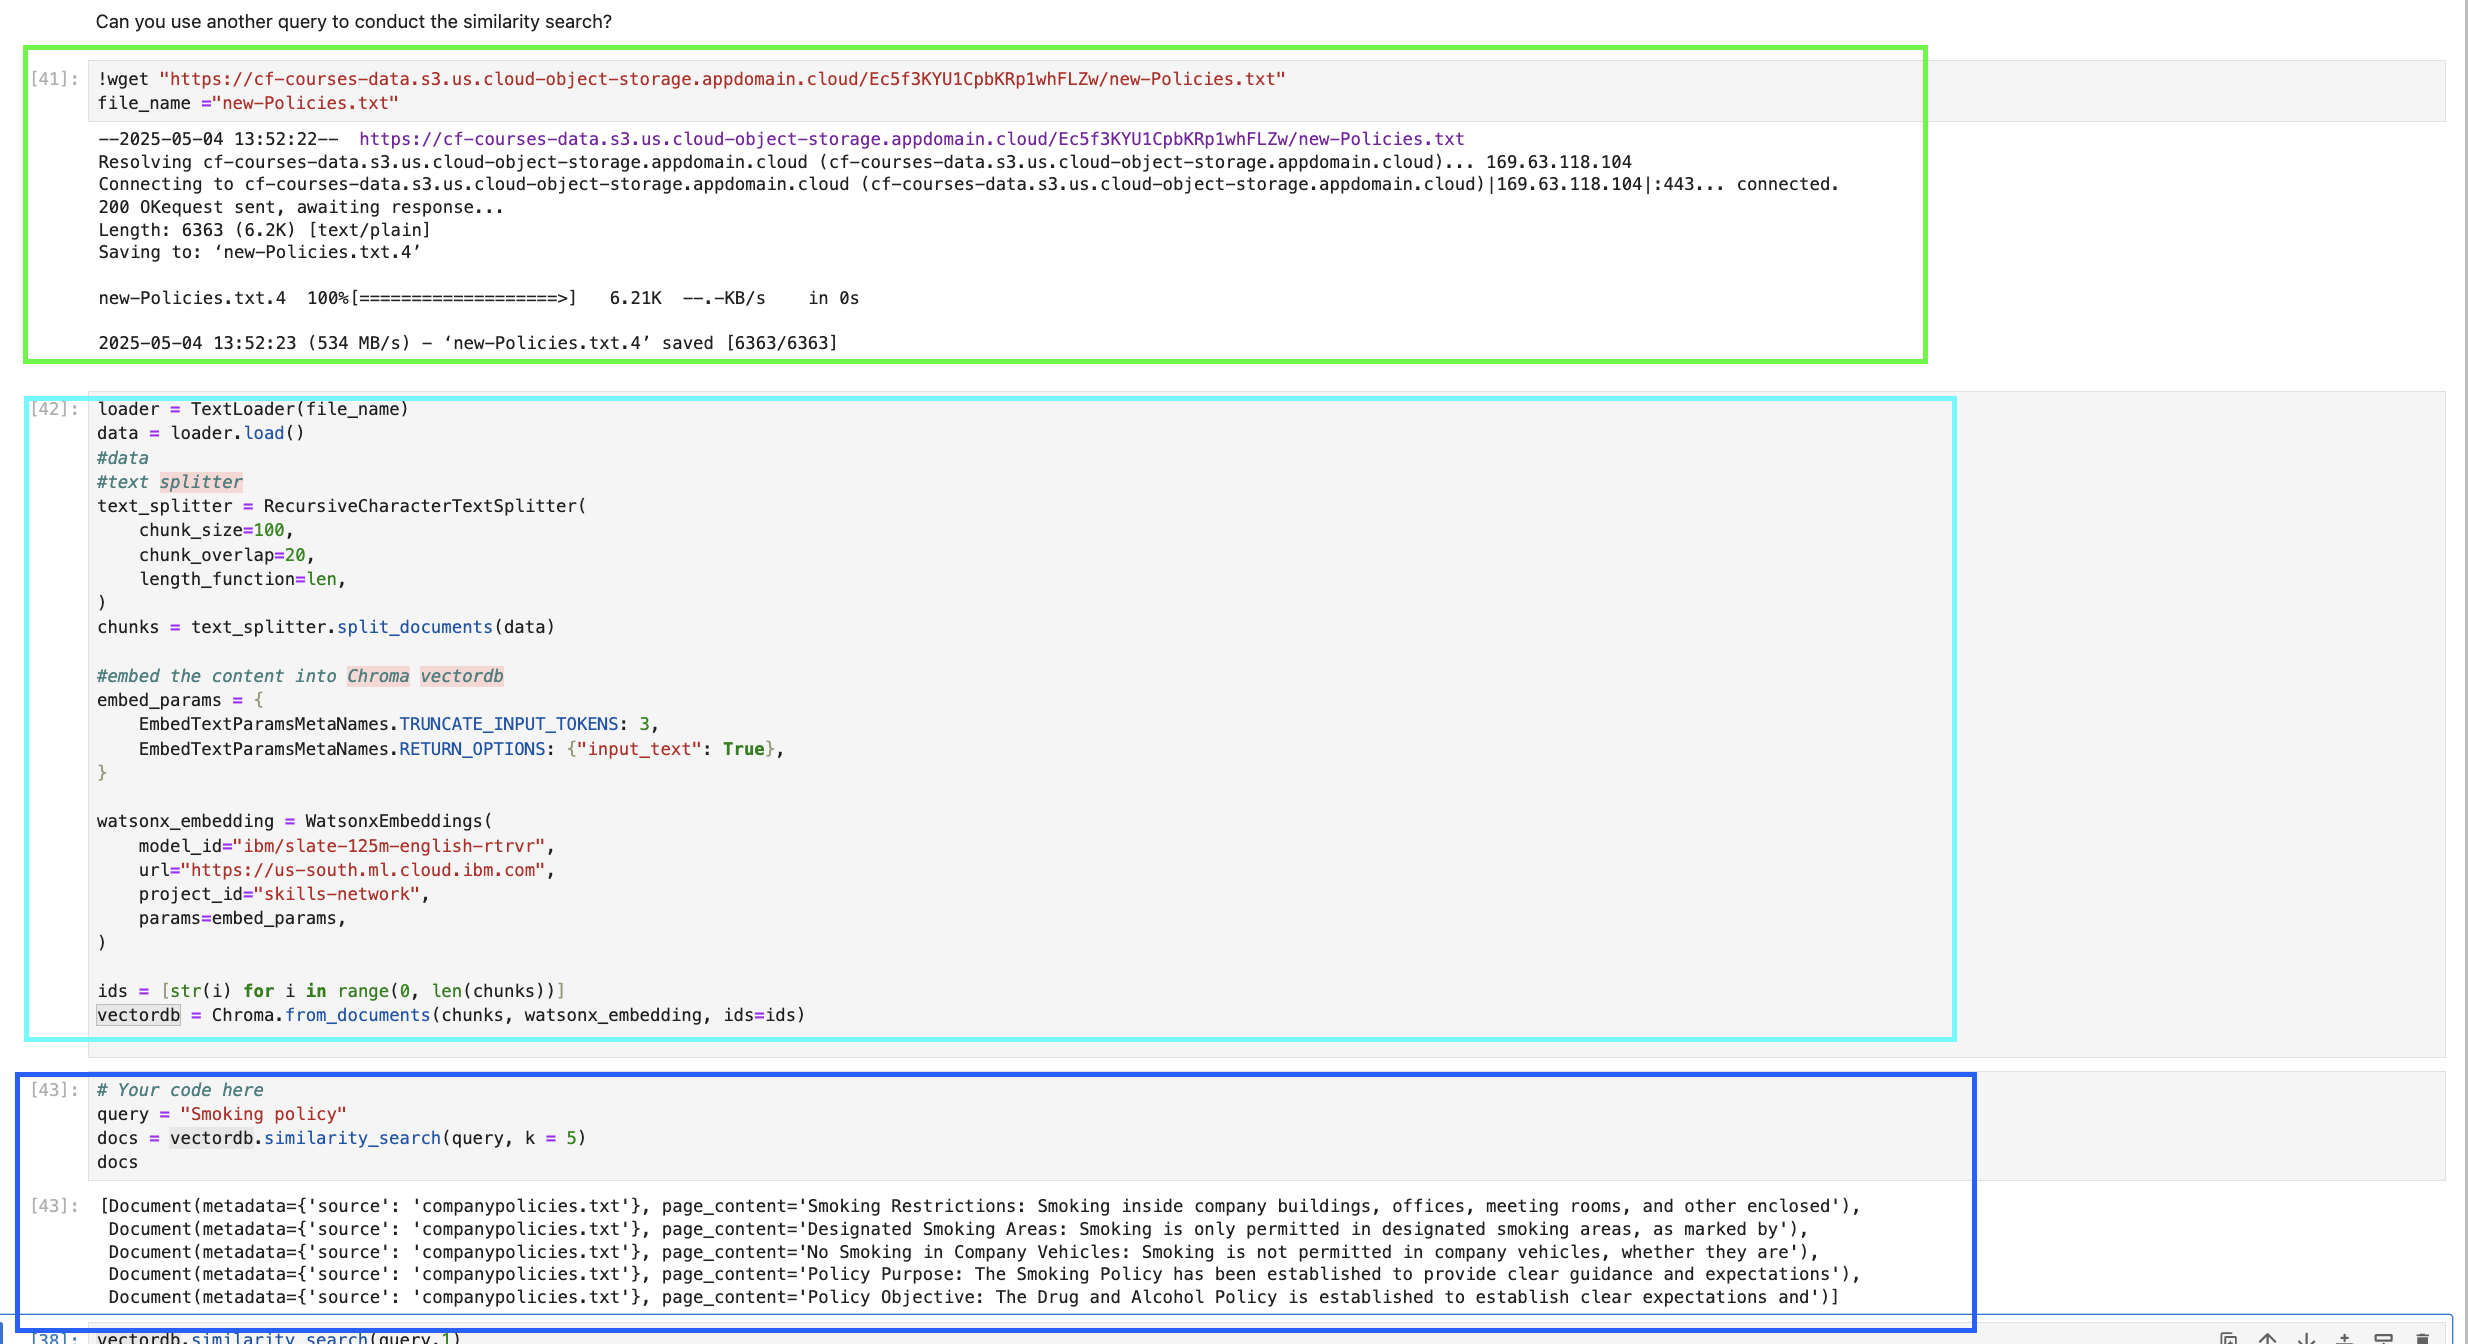 Can you use another query to conduct the similarity search?
[41]: !wget "https://cf-courses-data.s3.us.cloud-object-storage.appdomain.cloud/Ec5f3KYU1CpbKRp1whFLZw/new-Policies.txt"
file_name ="new-Policies.txt"
--2025-05-04 13:52:22--  https://cf-courses-data.s3.us.cloud-object-storage.appdomain.cloud/Ec5f3KYU1CpbKRp1whFLZw/new-Policies.txt
Resolving cf-courses-data.s3.us.cloud-object-storage.appdomain.cloud (cf-courses-data.s3.us.cloud-object-storage.appdomain.cloud)... 169.63.118.104
Connecting to cf-courses-data.s3.us.cloud-object-storage.appdomain.cloud (cf-courses-data.s3.us.cloud-object-storage.appdomain.cloud)|169.63.118.104|:443... connected.
200 OKequest sent, awaiting response...
Length: 6363 (6.2K) [text/plain]
Saving to: ‘new-Policies.txt.4’
new-Policies.txt.4  100%[===================>]   6.21K  --.-KB/s    in 0s
2025-05-04 13:52:23 (534 MB/s) - ‘new-Policies.txt.4’ saved [6363/6363]
[42]: loader = TextLoader(file_name)
data = loader.load()
#data
#text splitter
text_splitter = RecursiveCharacterTextSplitter(
    chunk_size=100,
    chunk_overlap=20,
    length_function=len,
)
chunks = text_splitter.split_documents(data)
#embed the content into Chroma vectordb
embed_params = {
    EmbedTextParamsMetaNames.TRUNCATE_INPUT_TOKENS: 3,
    EmbedTextParamsMetaNames.RETURN_OPTIONS: {"input_text": True},
}
watsonx_embedding = WatsonxEmbeddings(
    model_id="ibm/slate-125m-english-rtrvr",
    url="https://us-south.ml.cloud.ibm.com",
    project_id="skills-network",
    params=embed_params,
)
ids = [str(i) for i in range(0, len(chunks))]
vectordb = Chroma.from_documents(chunks, watsonx_embedding, ids=ids)
[43]: # Your code here
query = "Smoking policy"
docs = vectordb.similarity_search(query, k = 5)
docs
[43]: [Document(metadata={'source': 'companypolicies.txt'}, page_content='Smoking Restrictions: Smoking inside company buildings, offices, meeting rooms, and other enclosed'),
Document(metadata={'source': 'companypolicies.txt'}, page_content='Designated Smoking Areas: Smoking is only permitted in designated smoking areas, as marked by'),
Document(metadata={'source': 'companypolicies.txt'}, page_content='No Smoking in Company Vehicles: Smoking is not permitted in company vehicles, whether they are'),
Document(metadata={'source': 'companypolicies.txt'}, page_content='Policy Purpose: The Smoking Policy has been established to provide clear guidance and expectations'),
Document(metadata={'source': 'companypolicies.txt'}, page_content='Policy Objective: The Drug and Alcohol Policy is established to establish clear expectations and')]
[38]: vectordb.similarity_search(query,1)